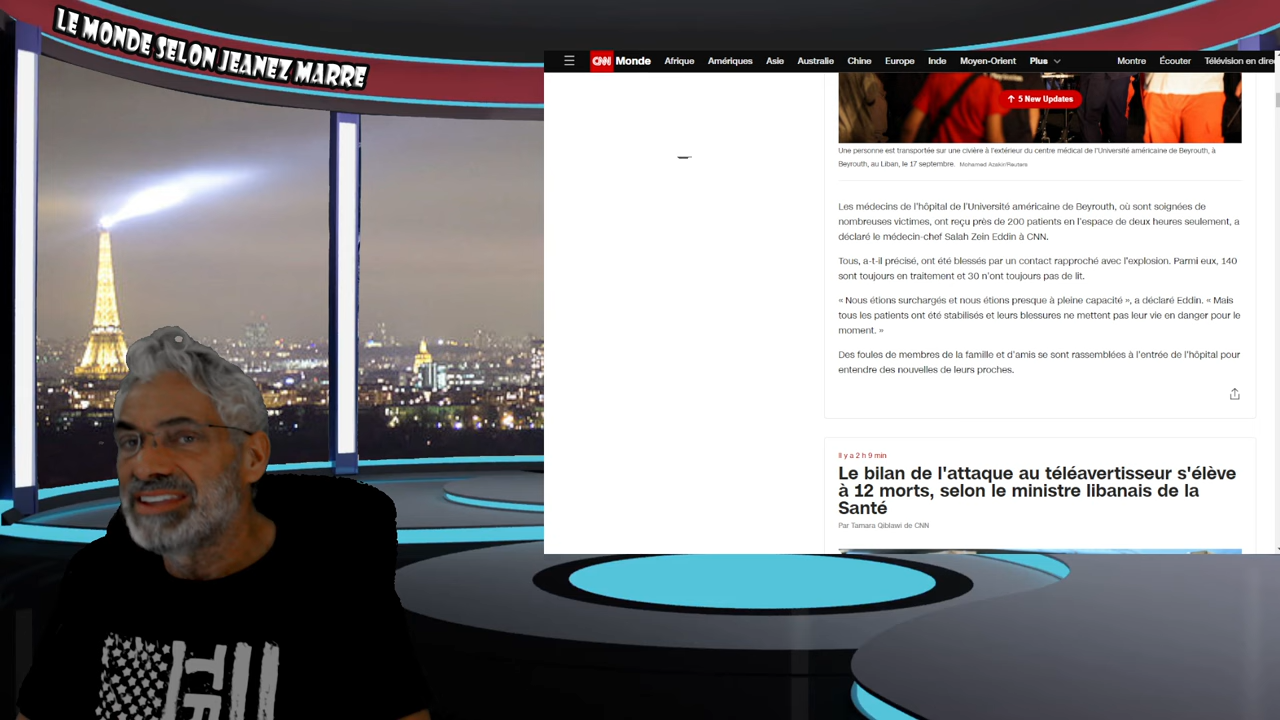 LE MONDE SELON JEANEZ MARRE
CNN Monde Afrique Amériques Asie Australie Chine Europe Inde Moyen-Orient Plus Montre Écouter Télévision en
5 New Updates
Une personne est transportée sur une civière à l'extérieur du centre médical de l'Université américaine de Beyrouth, à
Beyrouth, au Liban, le 17 septembre. Mohamed Azakir/Reuters
Les médecins de l'hôpital de l'Université américaine de Beyrouth, où sont soignées de
nombreuses victimes, ont reçu près de 200 patients en l'espace de deux heures seulement, a
déclaré le médecin-chef Salah Zein Eddin à CNN.
Tous, a-t-il précisé, ont été blessés par un contact rapproché avec l'explosion. Parmi eux, 140
sont toujours en traitement et 30 n'ont toujours pas de lit.
« Nous étions surchargés et nous étions presque à pleine capacité », a déclaré Eddin. « Mais
tous les patients ont été stabilisés et leurs blessures ne mettent pas leur vie en danger pour le
moment. »
Des foules de membres de la famille et d'amis se sont rassemblées à l'entrée de l'hôpital pour
entendre des nouvelles de leurs proches.
Il y a 2 h 9 min
Le bilan de l'attaque au téléavertisseur s'élève
à 12 morts, selon le ministre libanais de la
Santé
Par Tamara Qiblawi de CNN